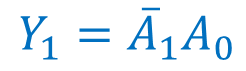 Y₁ = Ā₁A₀